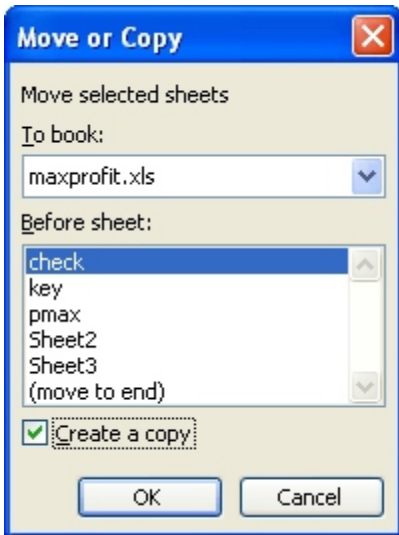 Move or Copy
Move selected sheets
To book:
maxprofit.xls
Before sheet:
check
key
pmax
Sheet2
Sheet3
(move to end)
Create a copy
OK Cancel